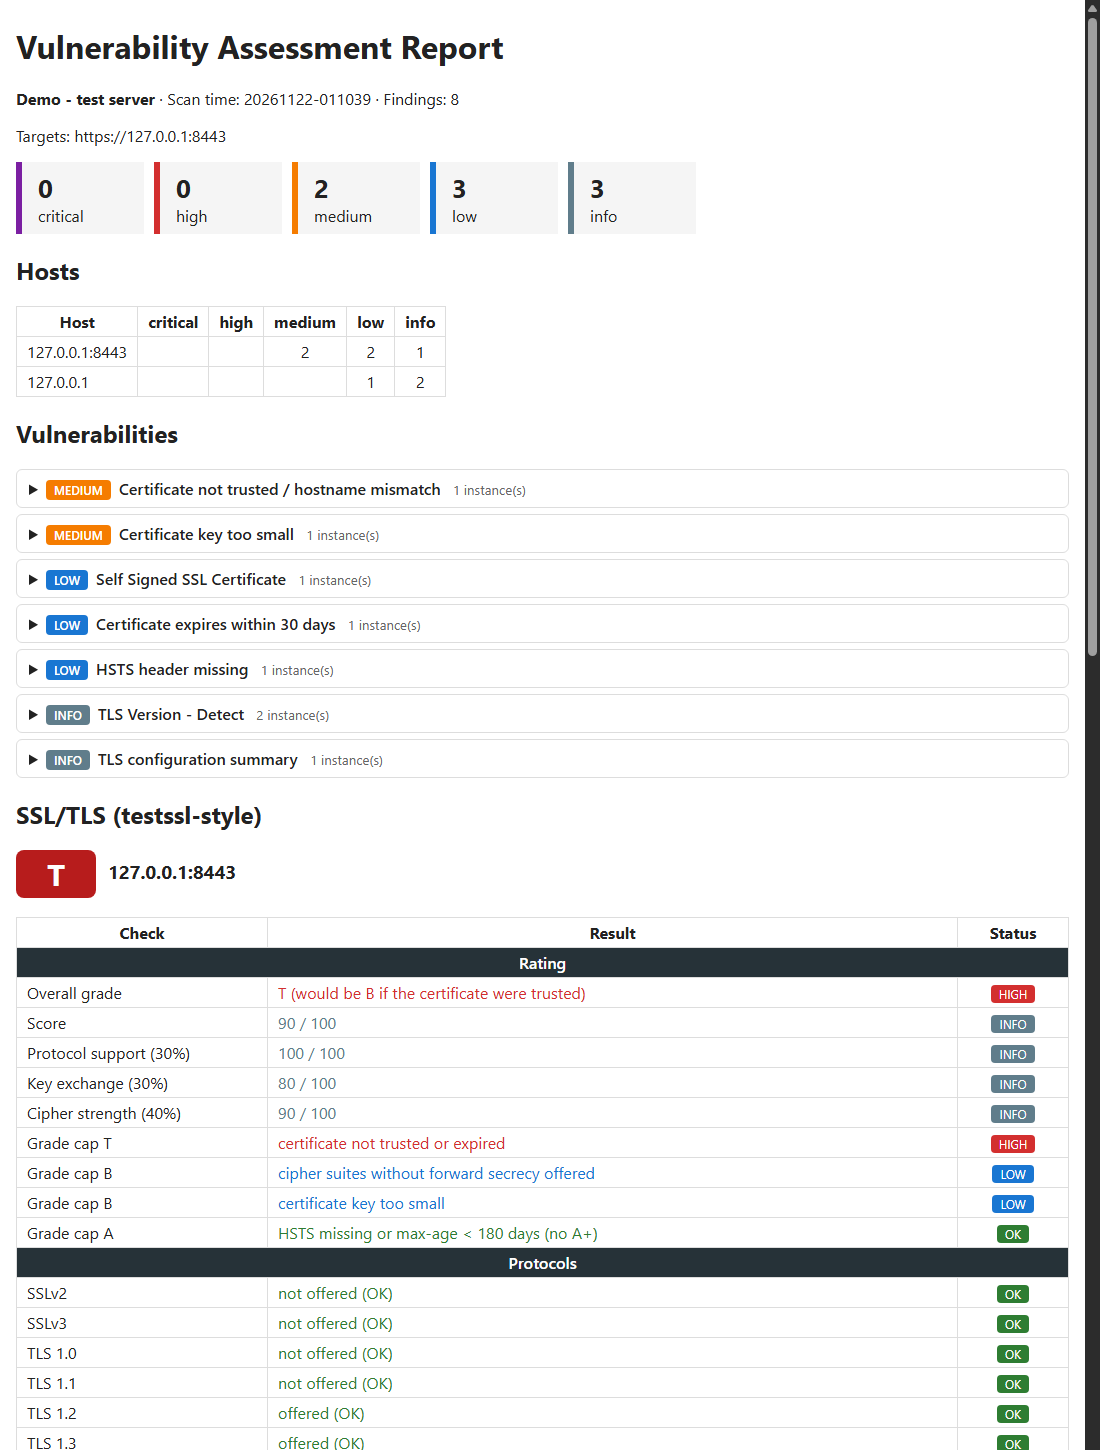 Vulnerability Assessment Report
Demo - test server · Scan time: 20261122-011039 · Findings: 8
Targets: https://127.0.0.1:8443
0 0 2 3 3
critical high medium low info
Hosts
Host critical high medium low info
127.0.0.1:8443 2 2 1
127.0.0.1 1 2
Vulnerabilities
MEDIUM Certificate not trusted / hostname mismatch 1 instance(s)
MEDIUM Certificate key too small 1 instance(s)
LOW Self Signed SSL Certificate 1 instance(s)
LOW Certificate expires within 30 days 1 instance(s)
LOW HSTS header missing 1 instance(s)
INFO TLS Version - Detect 2 instance(s)
INFO TLS configuration summary 1 instance(s)
SSL/TLS (testssl-style)
T 127.0.0.1:8443
Check Result Status
Rating
Overall grade T (would be B if the certificate were trusted) HIGH
Score 90 / 100 INFO
Protocol support (30%) 100 / 100 INFO
Key exchange (30%) 80 / 100 INFO
Cipher strength (40%) 90 / 100 INFO
Grade cap T certificate not trusted or expired HIGH
Grade cap B cipher suites without forward secrecy offered LOW
Grade cap B certificate key too small LOW
Grade cap A HSTS missing or max-age < 180 days (no A+) OK
Protocols
SSLv2 not offered (OK) OK
SSLv3 not offered (OK) OK
TLS 1.0 not offered (OK) OK
TLS 1.1 not offered (OK) OK
TLS 1.2 offered (OK) OK
TLS 1.3 offered (OK) OK